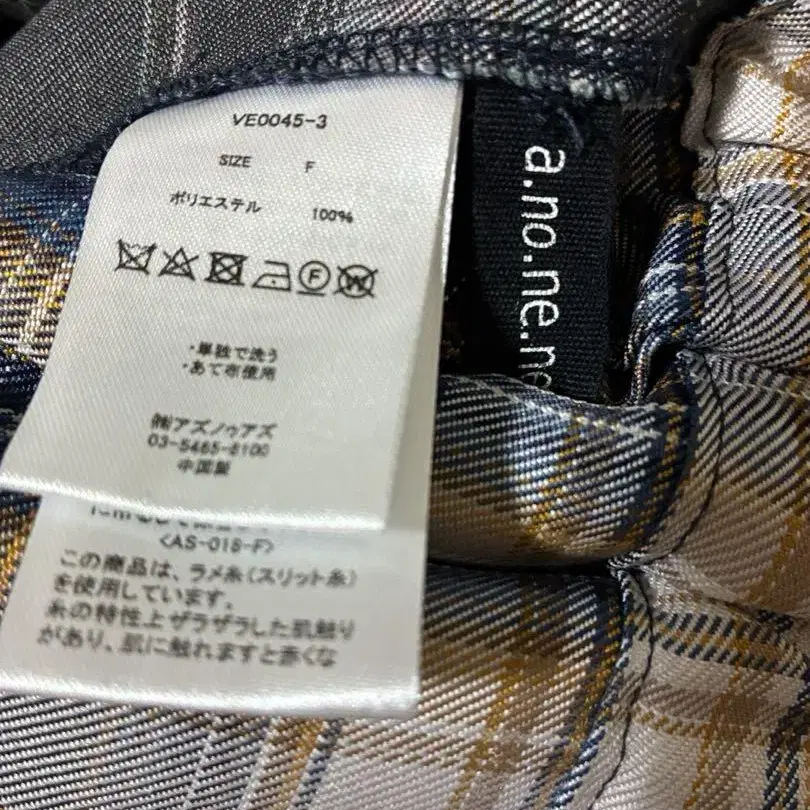 VE0045-3
SIZE F
ポリエステル 100%
F
W
・単独で洗う
・あて布使用
㈱アズノゥアズ
03-5465-8100
中国製
a.no.ne.ne
<AS-018-F>
この商品は、ラメ糸(スリット糸)
を使用しています。
糸の特性上ザラザラした肌触り
があり、肌に触れますと赤くな